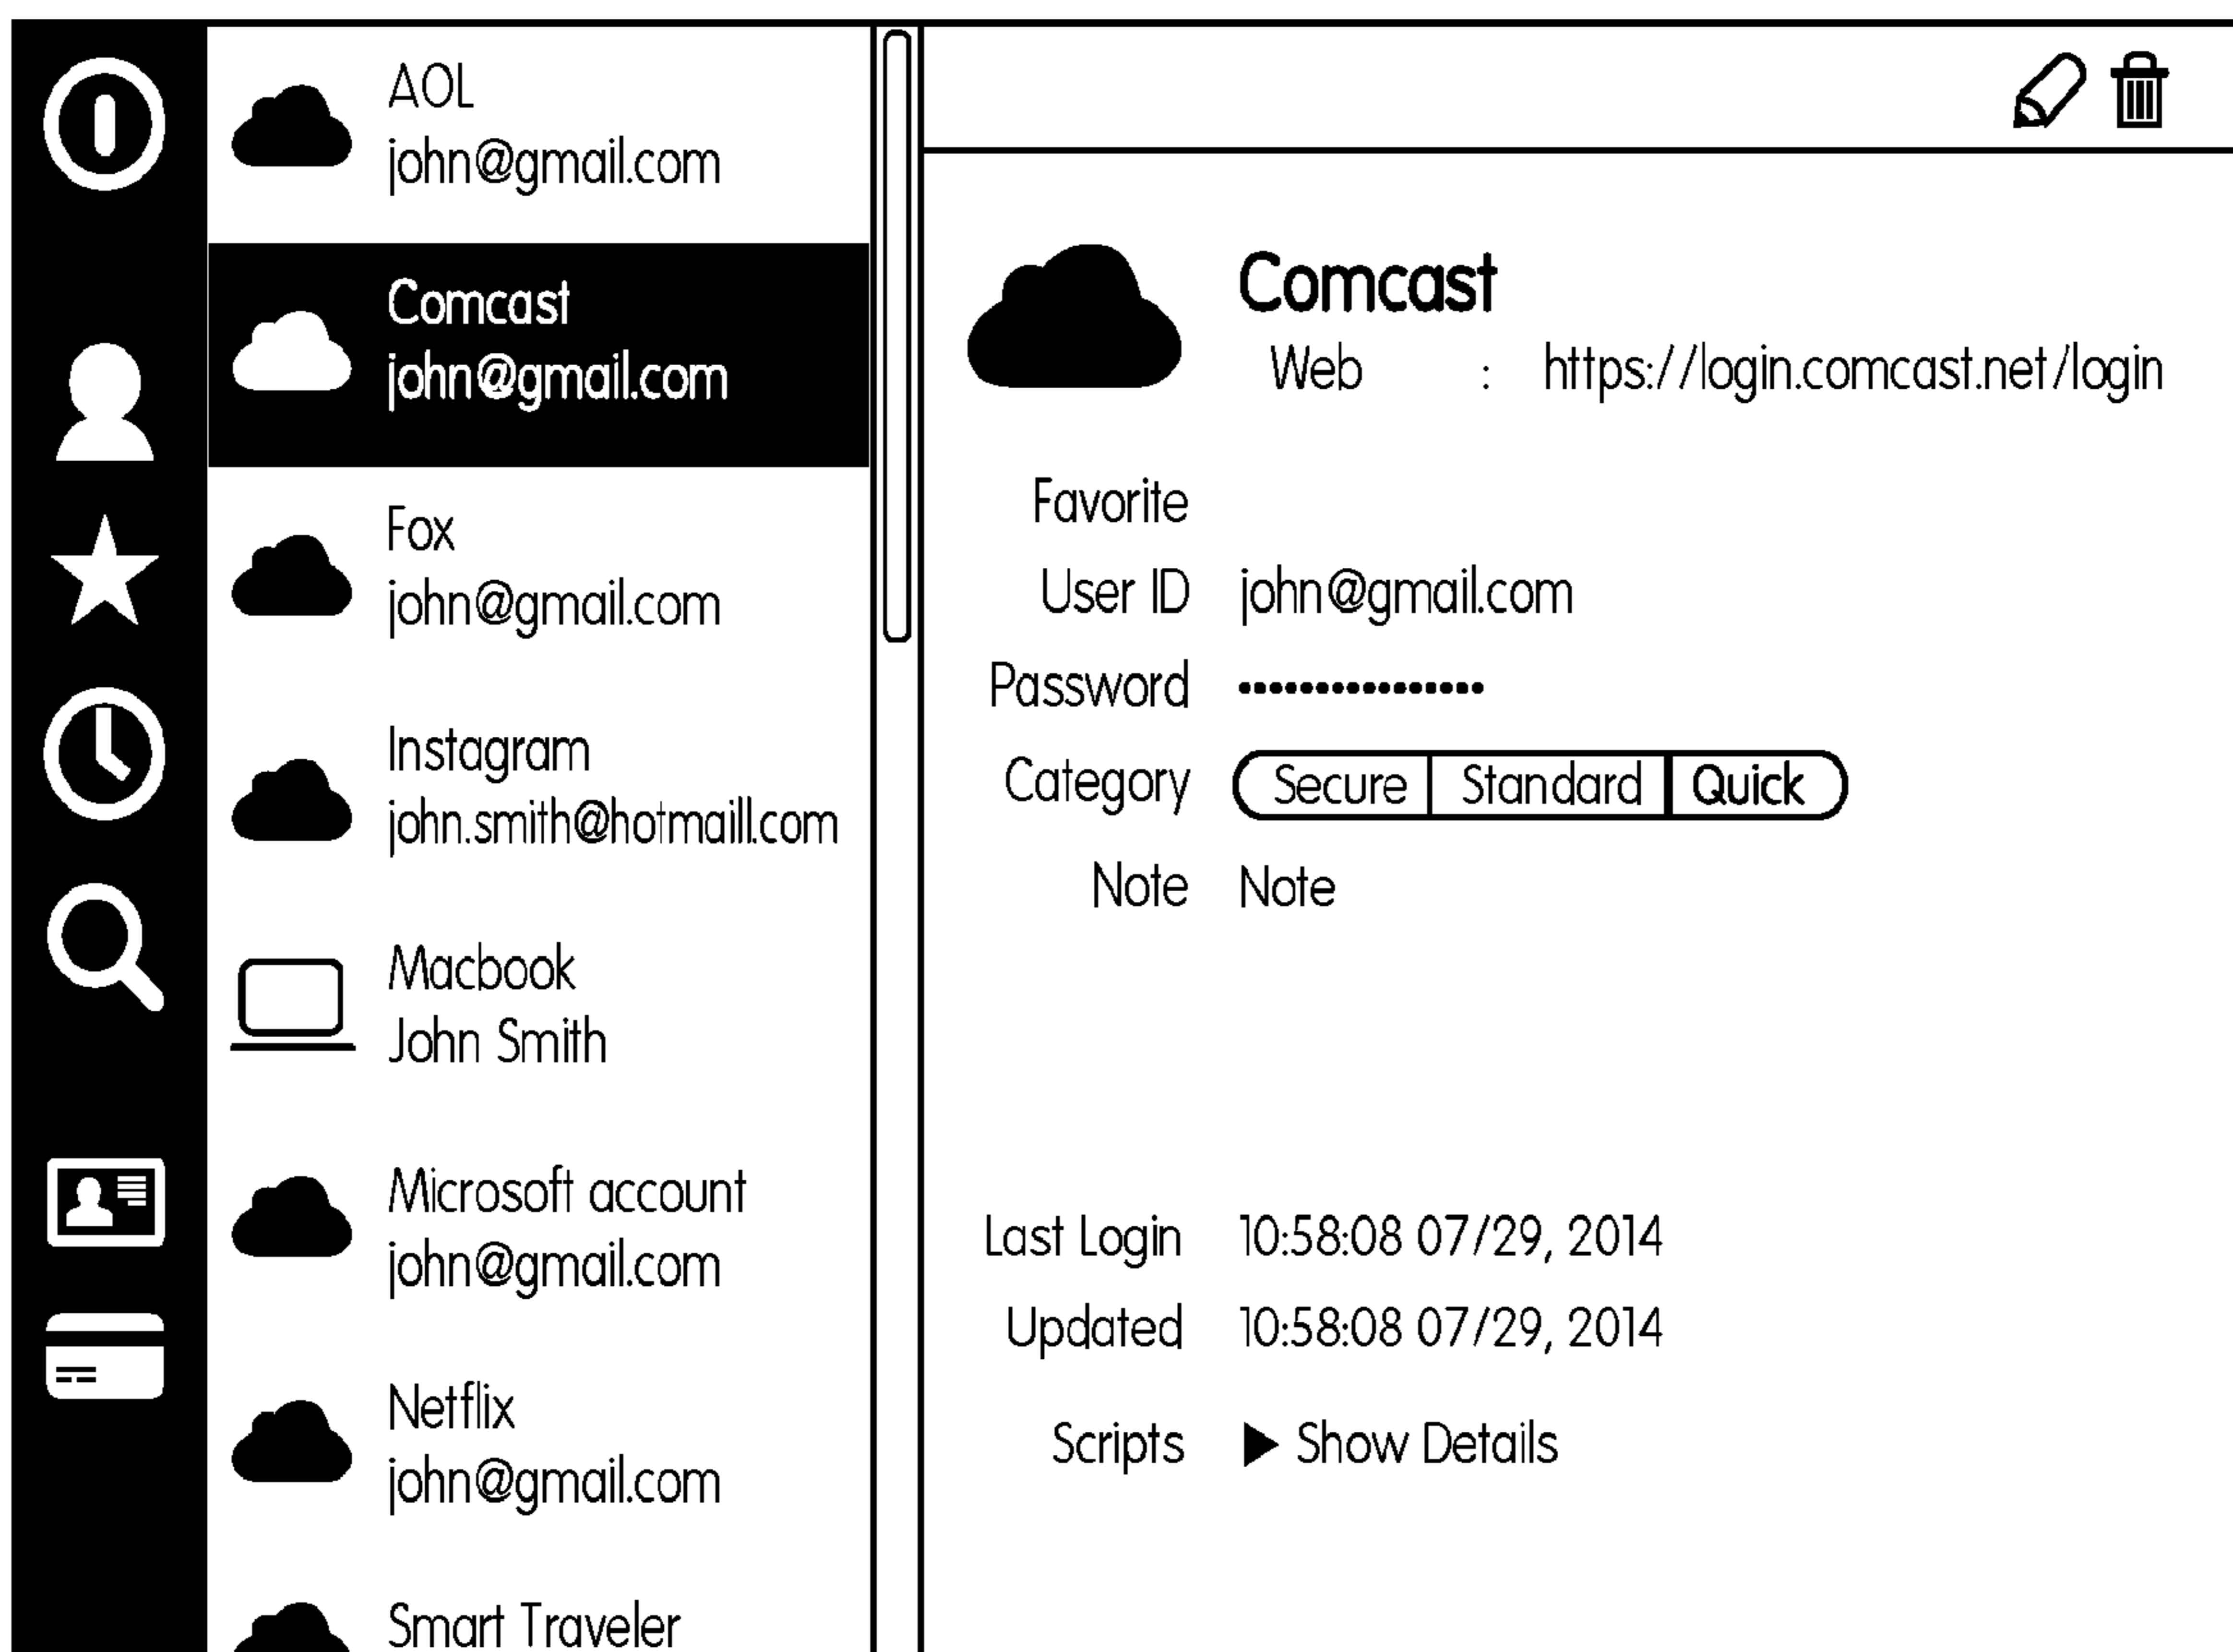 AOL
john@gmail.com
Comcast
john@gmail.com
Fox
john@gmail.com
Instagram
john.smith@hotmaill.com
Macbook
John Smith
Microsoft account
john@gmail.com
Netflix
john@gmail.com
Smart Traveler
Comcast
Web : https://login.comcast.net/login
Favorite
User ID john@gmail.com
Password ••••••••••••••••
Category Secure Standard Quick
Note Note
Last Login 10:58:08 07/29, 2014
Updated 10:58:08 07/29, 2014
Scripts ▶ Show Details